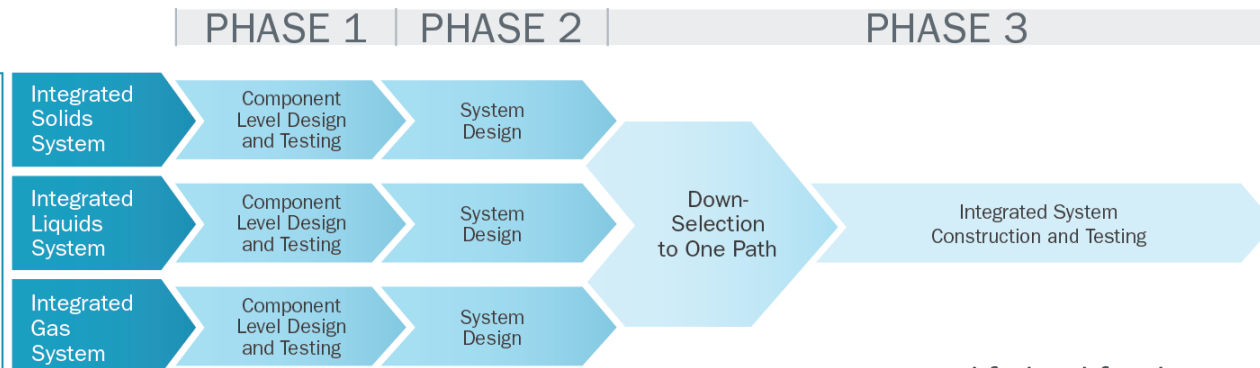 PHASE 1 PHASE 2 PHASE 3
Integrated
Solids
System
Component
Level Design
and Testing
System
Design
Integrated
Liquids
System
Component
Level Design
and Testing
System
Design
Integrated
Gas
System
Component
Level Design
and Testing
System
Design
Down-
Selection
to One Path
Integrated System
Construction and Testing